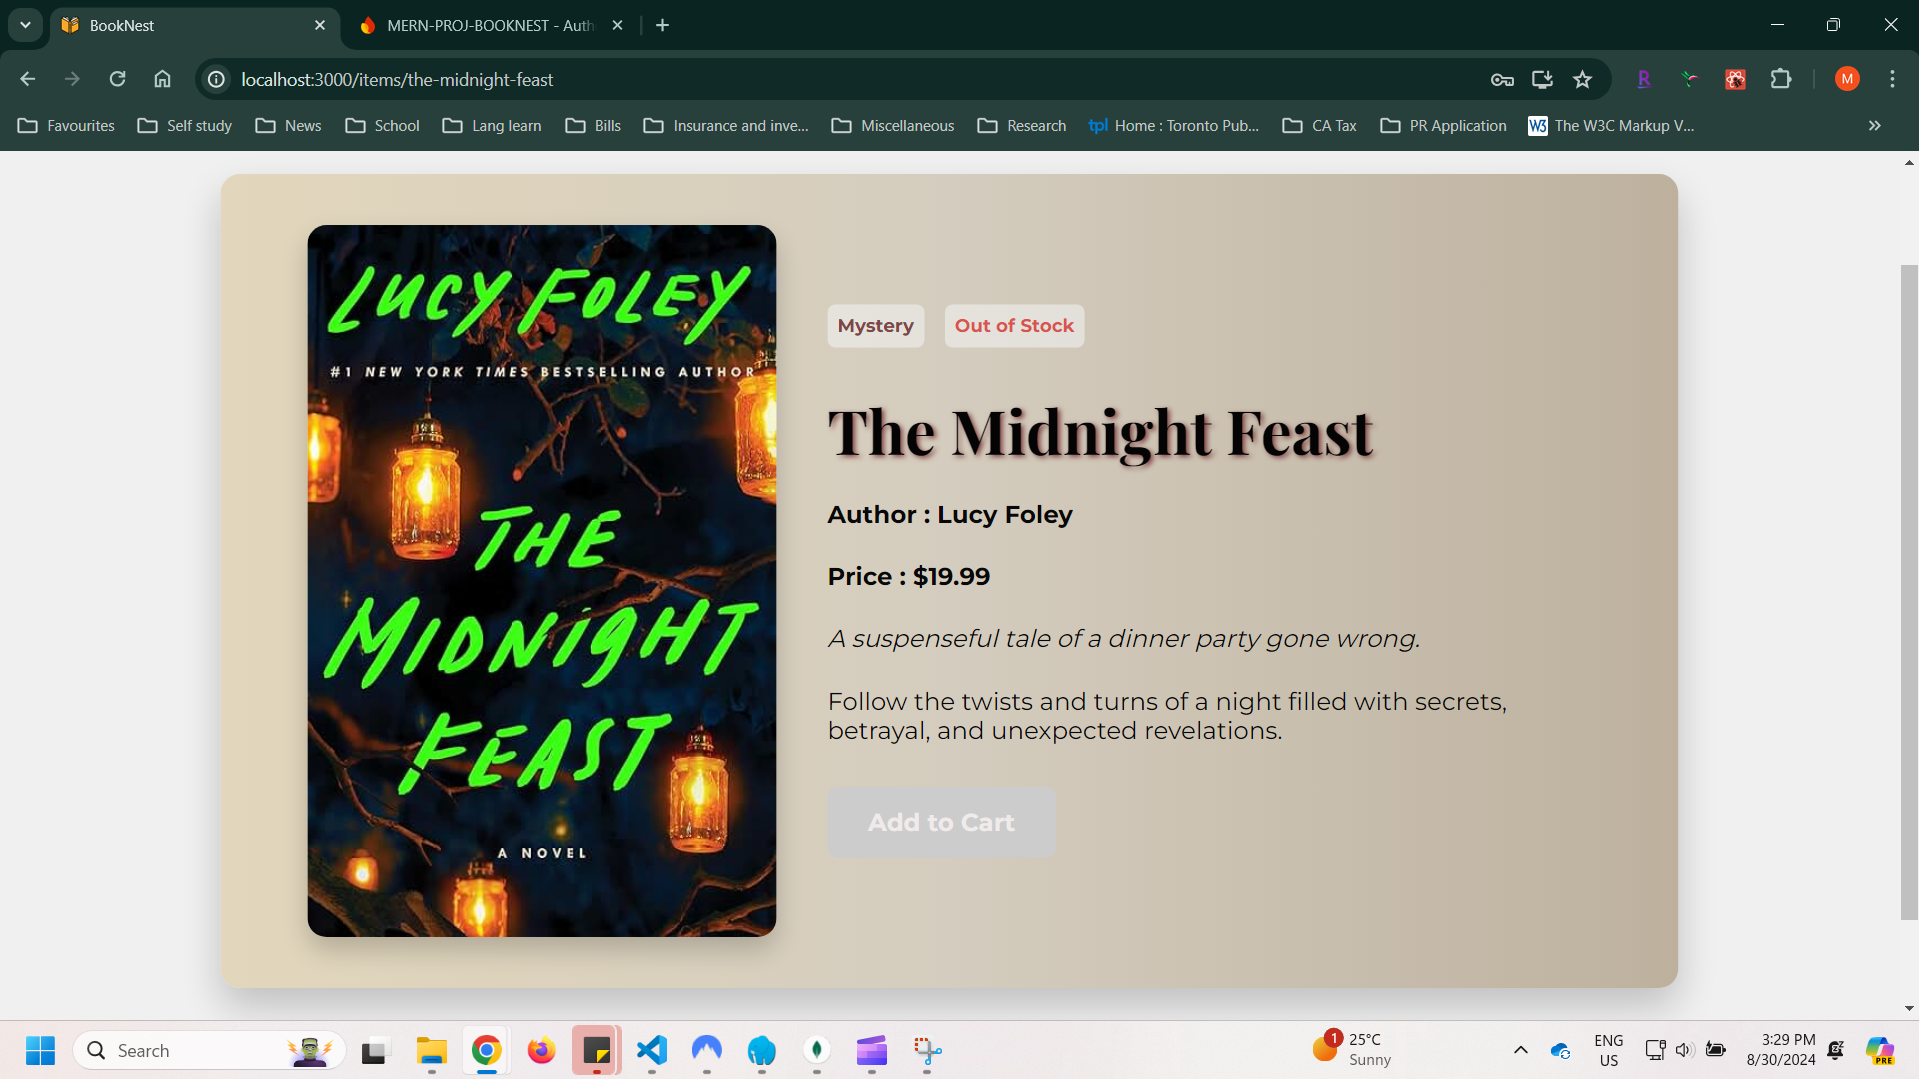 BookNest
MERN-PROJ-BOOKNEST - Auth
localhost:3000/items/the-midnight-feast
R
M
Favourites
Self study
News
School
Lang learn
Bills
Insurance and inve...
Miscellaneous
Research
tpl Home : Toronto Pub...
CA Tax
PR Application
W3 The W3C Markup V...
LUCY FOLEY
#1 NEW YORK TIMES BESTSELLING AUTHOR
THE
MIDNIGHT
FEAST
A NOVEL
Mystery
Out of Stock
The Midnight Feast
Author : Lucy Foley
Price : $19.99
A suspenseful tale of a dinner party gone wrong.
Follow the twists and turns of a night filled with secrets,
betrayal, and unexpected revelations.
Add to Cart
Search
1
25°C
Sunny
ENG
US
3:29 PM
8/30/2024
PRE